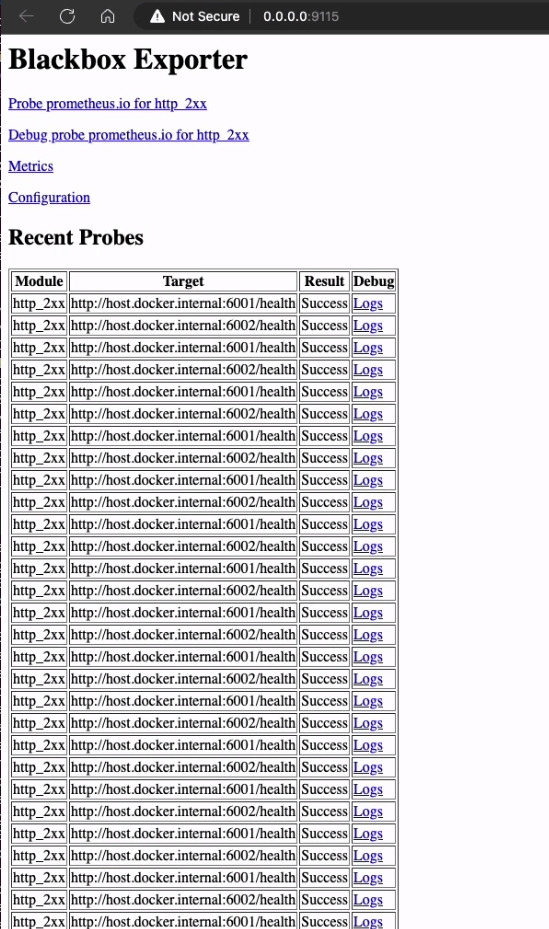 Not Secure | 0.0.0.0:9115
Blackbox Exporter
Probe prometheus.io for http_2xx
Debug probe prometheus.io for http_2xx
Metrics
Configuration
Recent Probes
Module Target Result Debug
http_2xx http://host.docker.internal:6001/health Success Logs
http_2xx http://host.docker.internal:6002/health Success Logs
http_2xx http://host.docker.internal:6001/health Success Logs
http_2xx http://host.docker.internal:6002/health Success Logs
http_2xx http://host.docker.internal:6001/health Success Logs
http_2xx http://host.docker.internal:6002/health Success Logs
http_2xx http://host.docker.internal:6001/health Success Logs
http_2xx http://host.docker.internal:6002/health Success Logs
http_2xx http://host.docker.internal:6001/health Success Logs
http_2xx http://host.docker.internal:6002/health Success Logs
http_2xx http://host.docker.internal:6001/health Success Logs
http_2xx http://host.docker.internal:6002/health Success Logs
http_2xx http://host.docker.internal:6001/health Success Logs
http_2xx http://host.docker.internal:6002/health Success Logs
http_2xx http://host.docker.internal:6001/health Success Logs
http_2xx http://host.docker.internal:6002/health Success Logs
http_2xx http://host.docker.internal:6001/health Success Logs
http_2xx http://host.docker.internal:6002/health Success Logs
http_2xx http://host.docker.internal:6001/health Success Logs
http_2xx http://host.docker.internal:6002/health Success Logs
http_2xx http://host.docker.internal:6001/health Success Logs
http_2xx http://host.docker.internal:6002/health Success Logs
http_2xx http://host.docker.internal:6001/health Success Logs
http_2xx http://host.docker.internal:6002/health Success Logs
http_2xx http://host.docker.internal:6001/health Success Logs
http_2xx http://host.docker.internal:6002/health Success Logs
http_2xx http://host.docker.internal:6001/health Success Logs
http_2xx http://host.docker.internal:6002/health Success Logs
http_2xx http://host.docker.internal:6001/health Success Logs